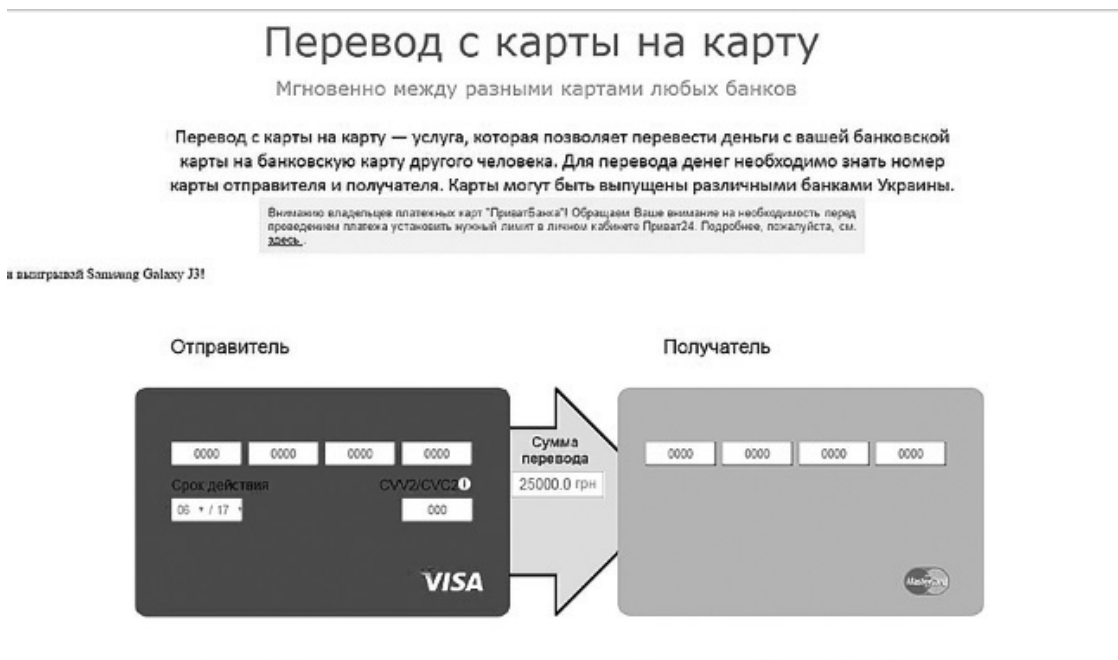 Перевод с карты на карту
Мгновенно между разными картами любых банков
Перевод с карты на карту — услуга, которая позволяет перевести деньги с вашей банковской
карты на банковскую карту другого человека. Для перевода денег необходимо знать номер
карты отправителя и получателя. Карты могут быть выпущены различными банками Украины.
Вниманию владельцев платежных карт "ПриватБанка"! Обращаем Ваше внимание на необходимость перед
проведением платежа установить нужный лимит в личном кабинете Приват24. Подробнее, пожалуйста, см.
здесь .
и выигрывай Samsung Galaxy J3!
Отправитель
Получатель
0000 0000 0000 0000
Срок действия CVV2/CVC2
06 / 17 000
VISA
Сумма
перевода
25000.0 грн
0000 0000 0000 0000
MasterCard